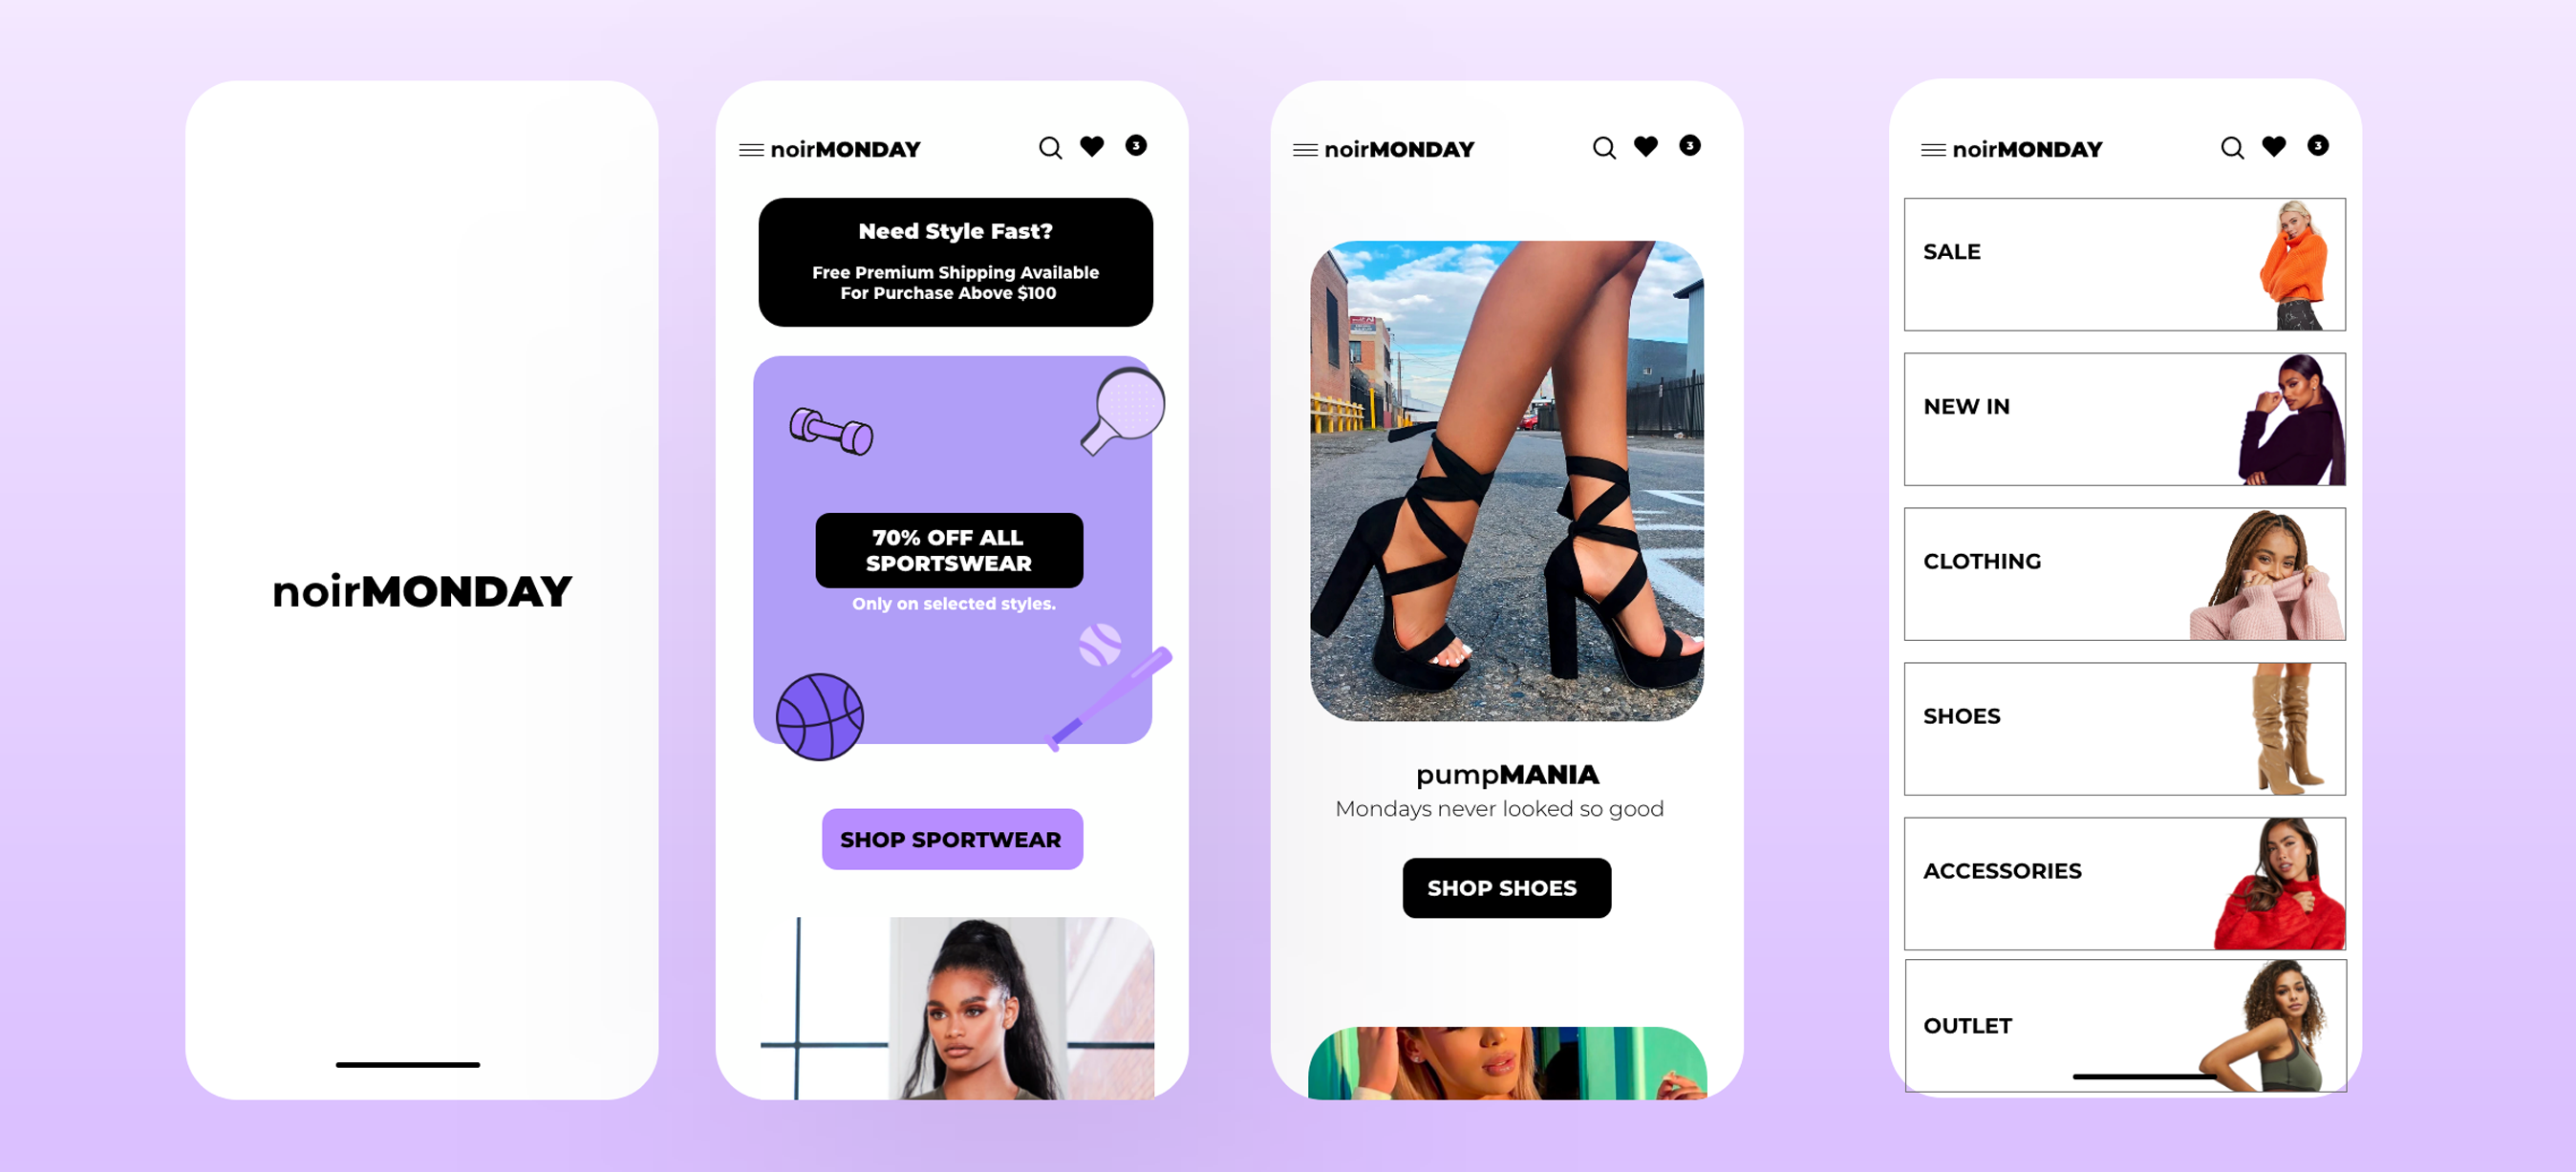 noirMONDAY
noirMONDAY
3
Need Style Fast?
Free Premium Shipping Available
For Purchase Above $100
70% OFF ALL
SPORTSWEAR
Only on selected styles.
SHOP SPORTWEAR
noirMONDAY
3
pumpMANIA
Mondays never looked so good
SHOP SHOES
noirMONDAY
3
SALE
NEW IN
CLOTHING
SHOES
ACCESSORIES
OUTLET